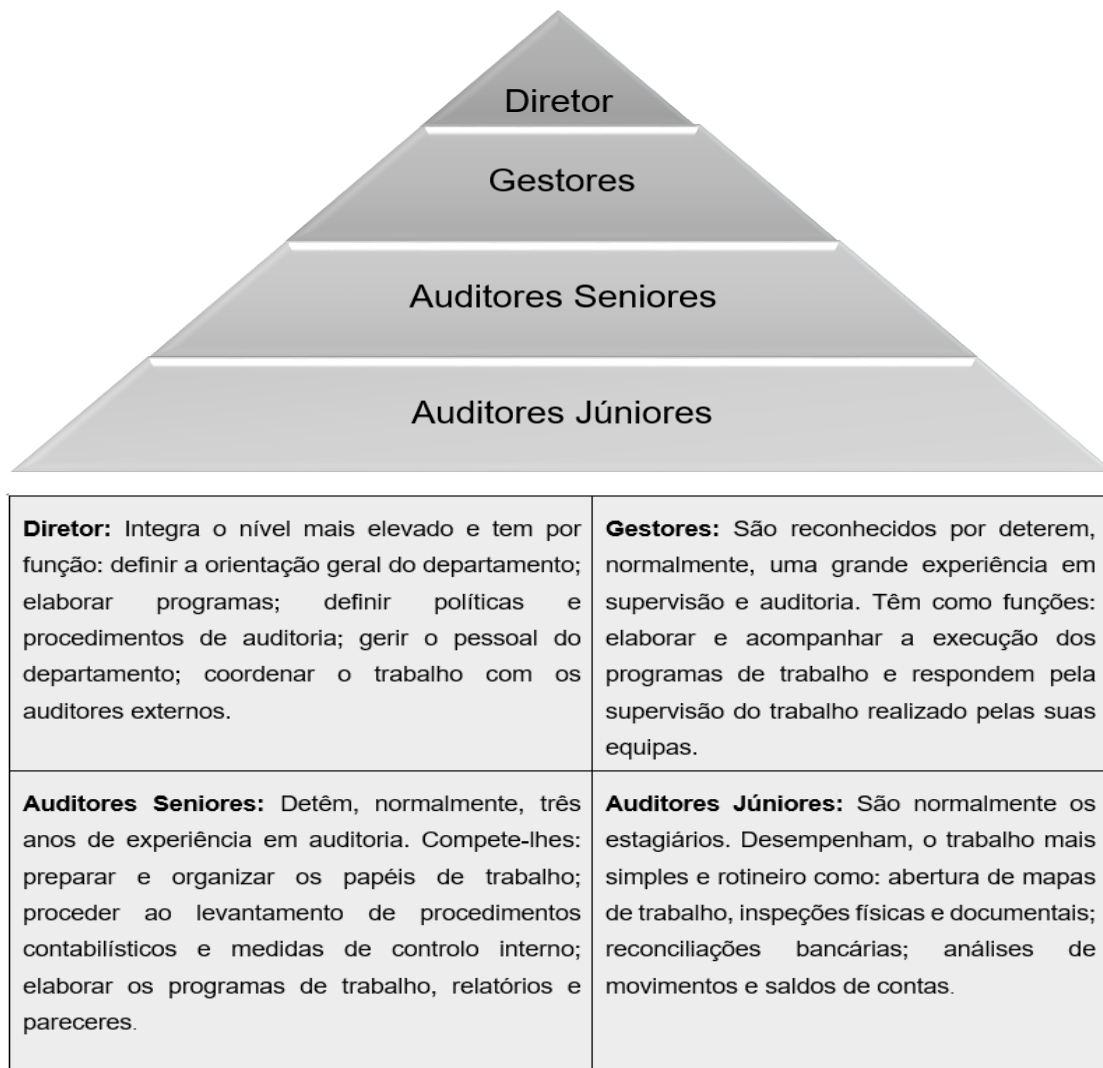 Diretor
Gestores
Auditores Seniores
Auditores Júniores
Diretor: Integra o nível mais elevado e tem por
função: definir a orientação geral do departamento;
elaborar programas; definir políticas e
procedimentos de auditoria; gerir o pessoal do
departamento; coordenar o trabalho com os
auditores externos.
Gestores: São reconhecidos por deterem,
normalmente, uma grande experiência em
supervisão e auditoria. Têm como funções:
elaborar e acompanhar a execução dos
programas de trabalho e respondem pela
supervisão do trabalho realizado pelas suas
equipas.
Auditores Seniores: Detêm, normalmente, três
anos de experiência em auditoria. Compete-lhes:
preparar e organizar os papéis de trabalho;
proceder ao levantamento de procedimentos
contabilísticos e medidas de controlo interno;
elaborar os programas de trabalho, relatórios e
pareceres.
Auditores Júniores: São normalmente os
estagiários. Desempenham, o trabalho mais
simples e rotineiro como: abertura de mapas
de trabalho, inspeções físicas e documentais;
reconciliações bancárias; análises de
movimentos e saldos de contas.